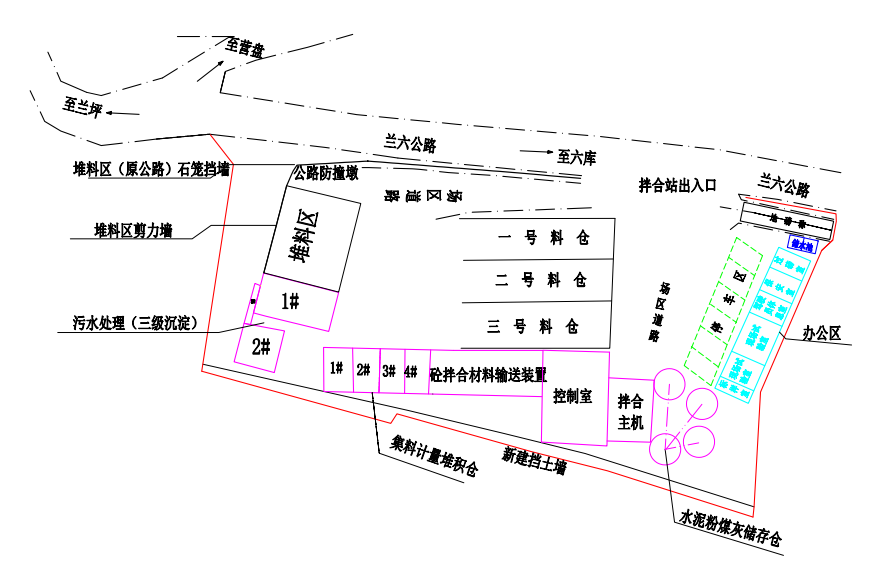 至营盘
至兰坪
兰六公路
至六库
堆料区（原公路）石笼挡墙
公路防撞墩
拌合站出入口
兰六公路
场区道路
堆料区剪力墙
堆料区
一号料仓
二号料仓
三号料仓
停车区
场区道路
办公区
1#
污水处理（三级沉淀）
2#
1#
2#
3#
4#
砼拌合材料输送装置
控制室
拌合
主机
集料计量堆积仓
新建挡土墙
水泥粉煤灰储存仓